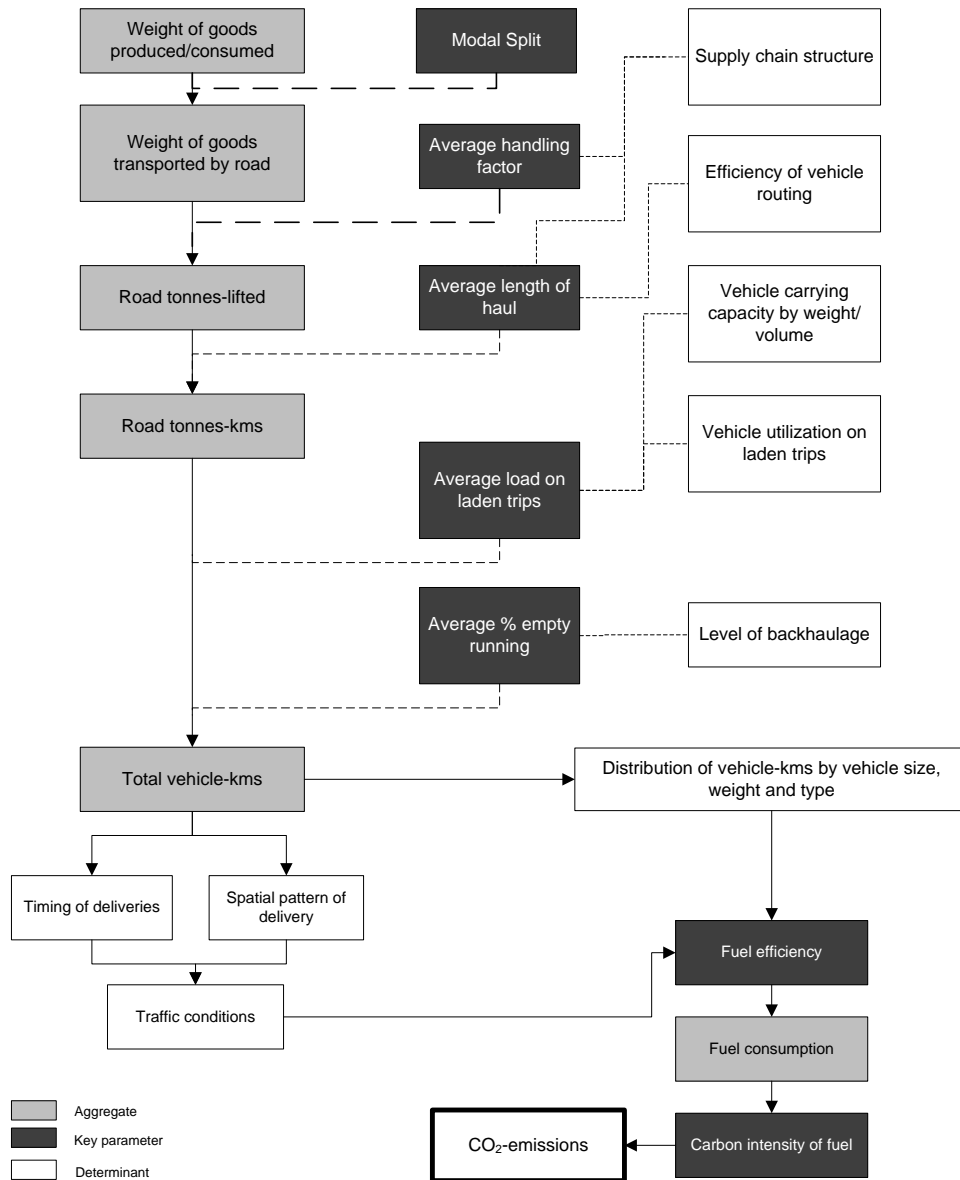 Weight of goods
produced/consumed
Modal Split
Supply chain structure
Weight of goods
transported by road
Average handling
factor
Efficiency of vehicle
routing
Road tonnes-lifted
Average length of
haul
Vehicle carrying
capacity by weight/
volume
Road tonnes-kms
Vehicle utilization on
laden trips
Average load on
laden trips
Average % empty
running
Level of backhaulage
Total vehicle-kms
Distribution of vehicle-kms by vehicle size,
weight and type
Timing of deliveries
Spatial pattern of
delivery
Fuel efficiency
Traffic conditions
Fuel consumption
Aggregate
Key parameter
Determinant
CO₂-emissions
Carbon intensity of fuel